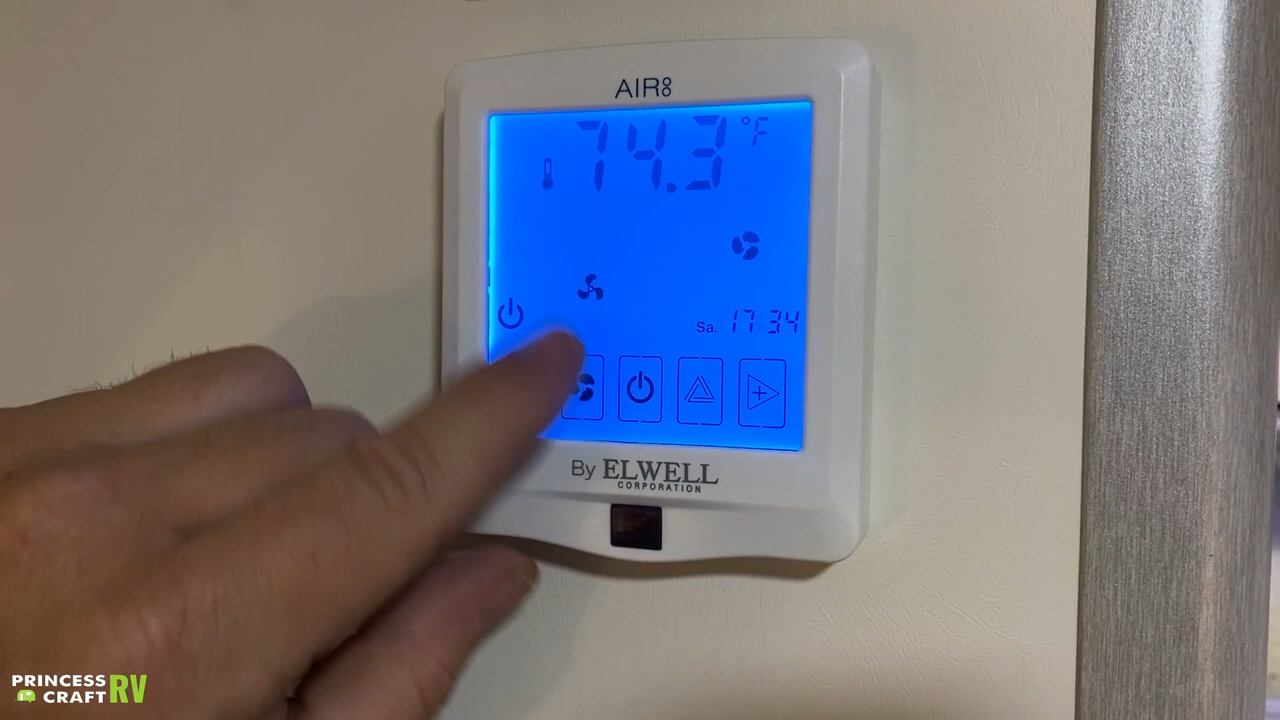 AIR8
74.3 °F
Sa. 17:34
By ELWELL
CORPORATION
PRINCESS
CRAFT RV